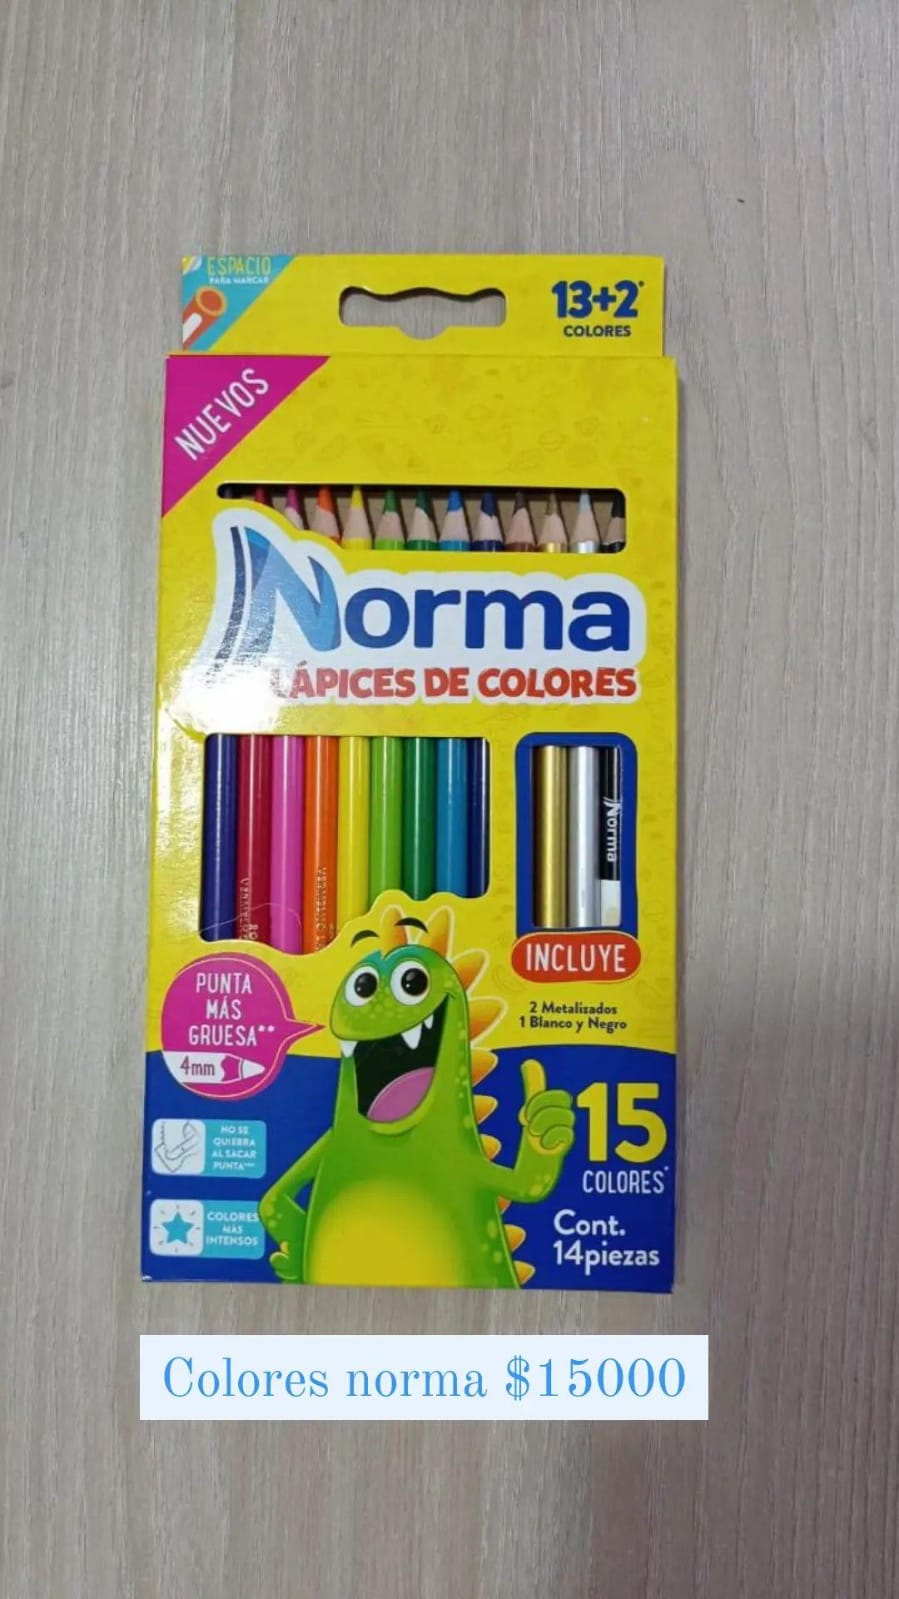 ESPACIO
PARA MARCAR
13+2*
COLORES
NUEVOS
Norma
LÁPICES DE COLORES
Norma
INCLUYE
2 Metalizados
1 Blanco y Negro
PUNTA
MÁS
GRUESA**
4mm
NO SE
QUIEBRA
AL SACAR
PUNTA***
COLORES
MÁS
INTENSOS
15
COLORES*
Cont.
14piezas
Colores norma $15000